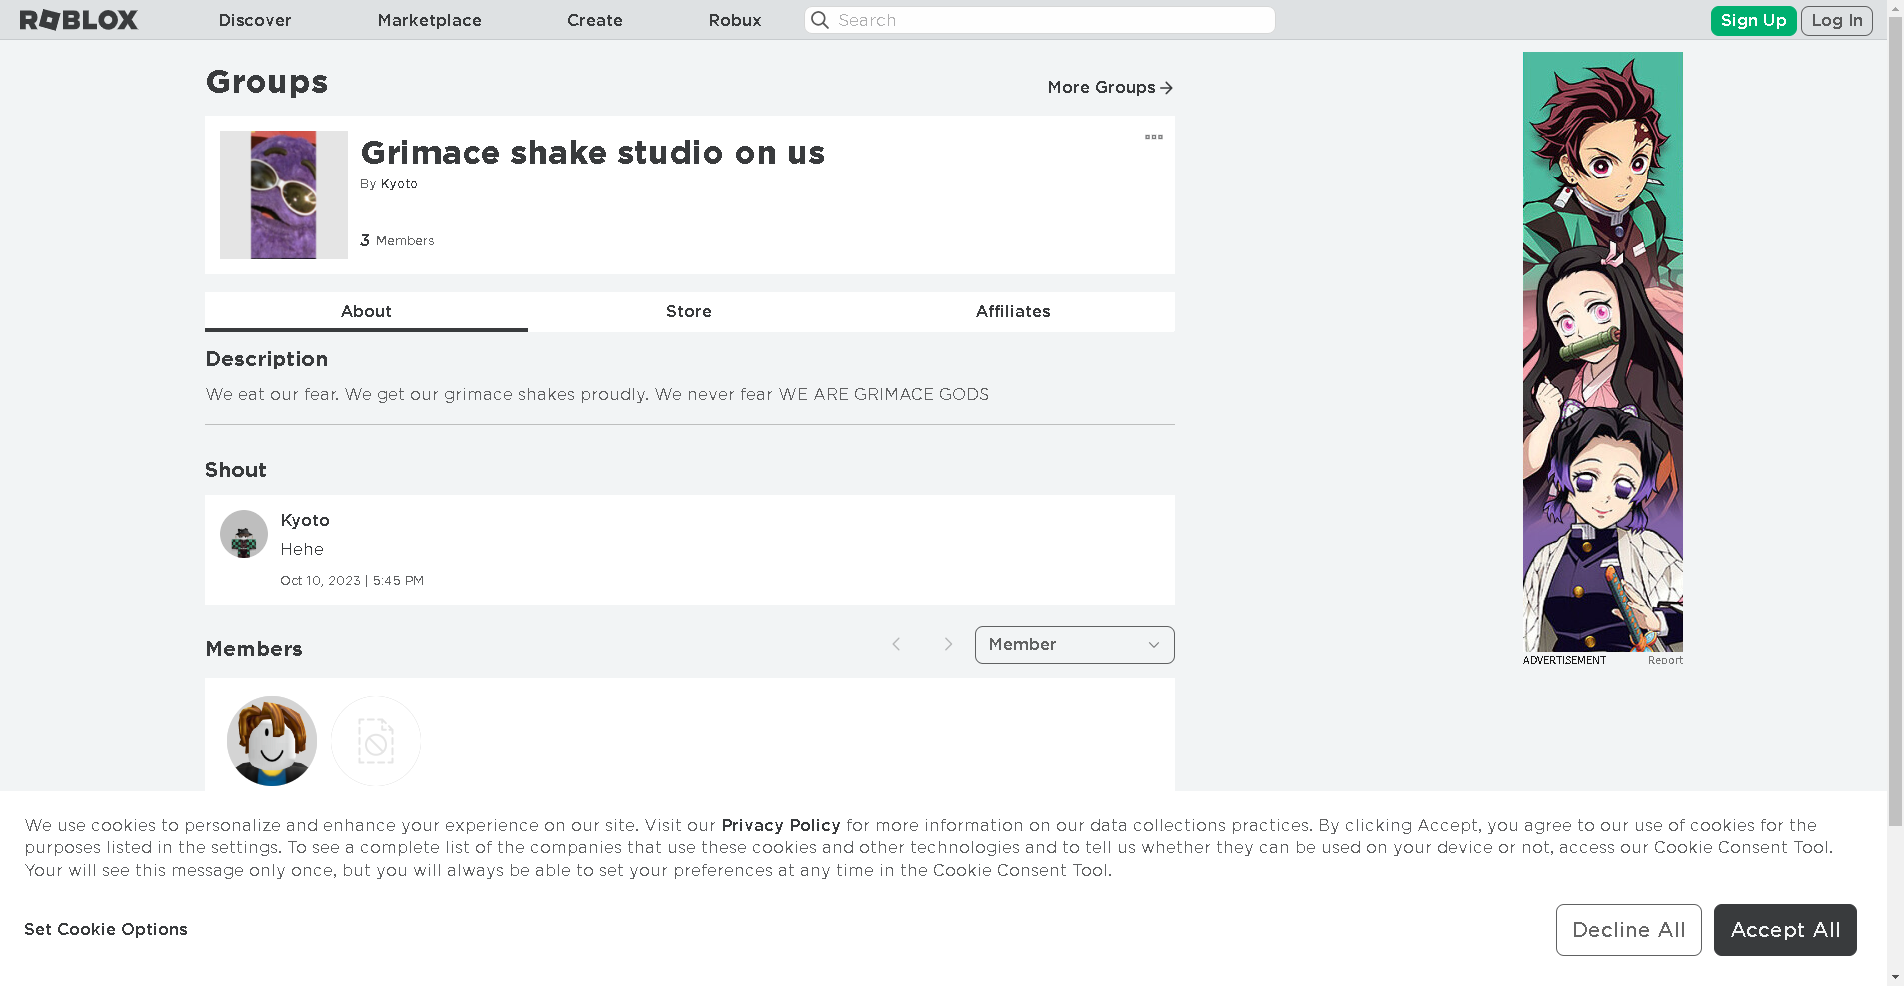 ROBLOX
Discover
Marketplace
Create
Robux
Search
Sign Up
Log In
Groups
More Groups
Grimace shake studio on us
By Kyoto
3 Members
About
Store
Affiliates
Description
We eat our fear. We get our grimace shakes proudly. We never fear WE ARE GRIMACE GODS
Shout
Kyoto
Hehe
Oct 10, 2023 | 5:45 PM
Members
Member
ADVERTISEMENT
Report
We use cookies to personalize and enhance your experience on our site. Visit our Privacy Policy for more information on our data collections practices. By clicking Accept, you agree to our use of cookies for the
purposes listed in the settings. To see a complete list of the companies that use these cookies and other technologies and to tell us whether they can be used on your device or not, access our Cookie Consent Tool.
Your will see this message only once, but you will always be able to set your preferences at any time in the Cookie Consent Tool.
Set Cookie Options
Decline All
Accept All